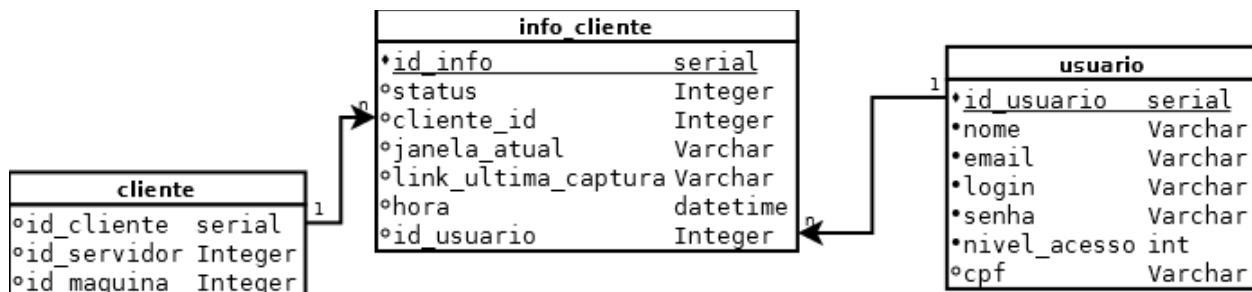 info_cliente
id_info serial
status Integer
cliente_id Integer
janela_atual Varchar
link_ultima_captura Varchar
hora datetime
id_usuario Integer
n
n
usuario
1
id_usuario serial
nome Varchar
email Varchar
login Varchar
senha Varchar
nivel_acesso int
cpf Varchar
cliente
1
id_cliente serial
id_servidor Integer
id_maquina Integer